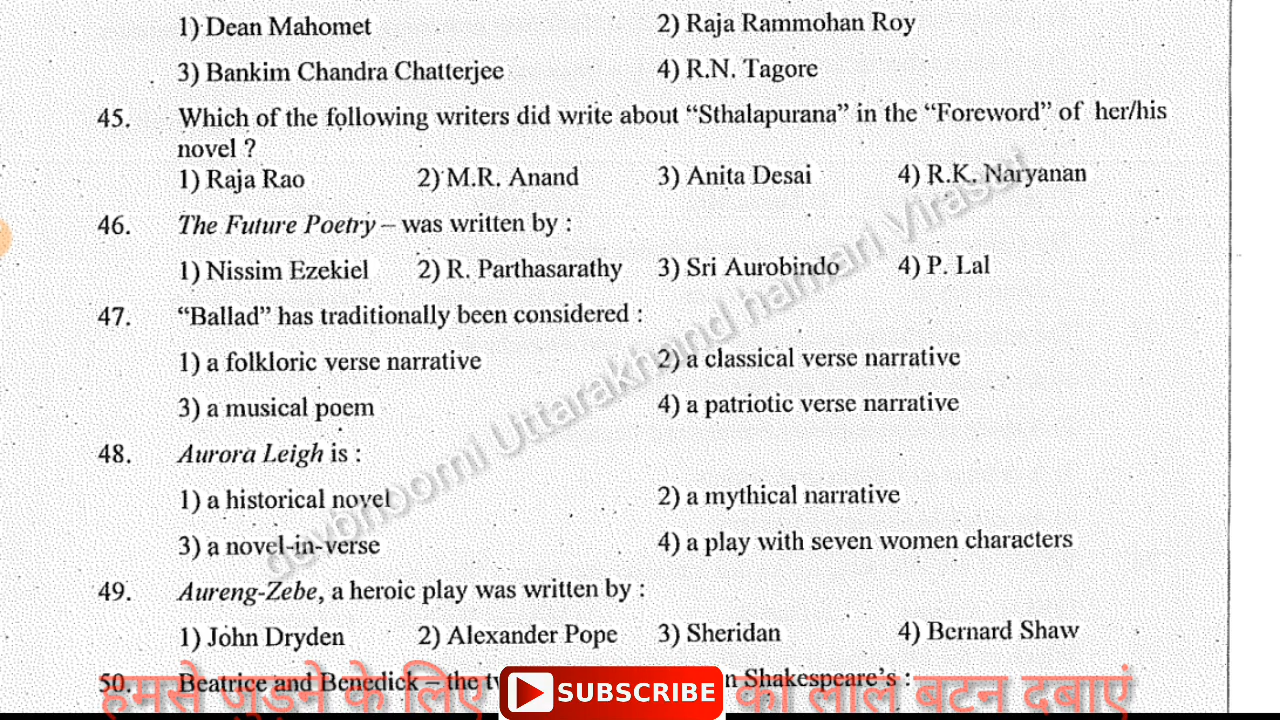 1) Dean Mahomet 2) Raja Rammohan Roy
3) Bankim Chandra Chatterjee 4) R.N. Tagore
45. Which of the following writers did write about “Sthalapurana” in the “Foreword” of her/his
novel ?
1) Raja Rao 2) M.R. Anand 3) Anita Desai 4) R.K. Naryanan
46. The Future Poetry – was written by :
1) Nissim Ezekiel 2) R. Parthasarathy 3) Sri Aurobindo 4) P. Lal
47. “Ballad” has traditionally been considered :
1) a folkloric verse narrative 2) a classical verse narrative
3) a musical poem 4) a patriotic verse narrative
48. Aurora Leigh is :
1) a historical novel 2) a mythical narrative
3) a novel-in-verse 4) a play with seven women characters
49. Aureng-Zebe, a heroic play was written by :
1) John Dryden 2) Alexander Pope 3) Sheridan 4) Bernard Shaw
50. Beatrice and Benedick – the Shakespeare’s :
हमसे जुडने के लिए SUBSCRIBE का लाल बटन दबाएं
devbhoomi Uttarakhand hamari Virasat